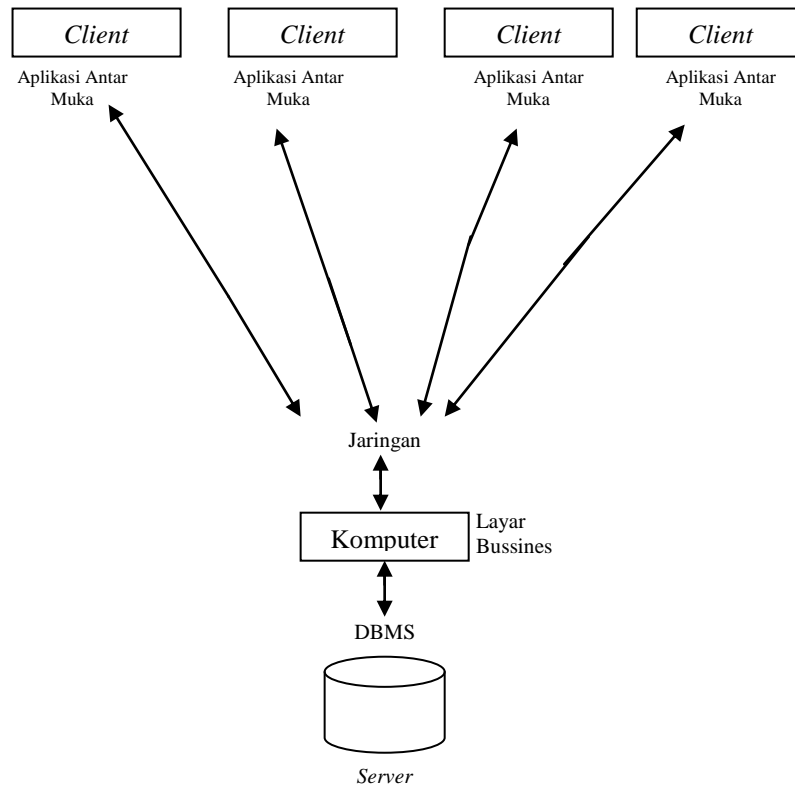 Client
Client
Client
Client
Aplikasi Antar
Muka
Aplikasi Antar
Muka
Aplikasi Antar
Muka
Aplikasi Antar
Muka
Jaringan
Komputer
Layar
Bussines
DBMS
Server